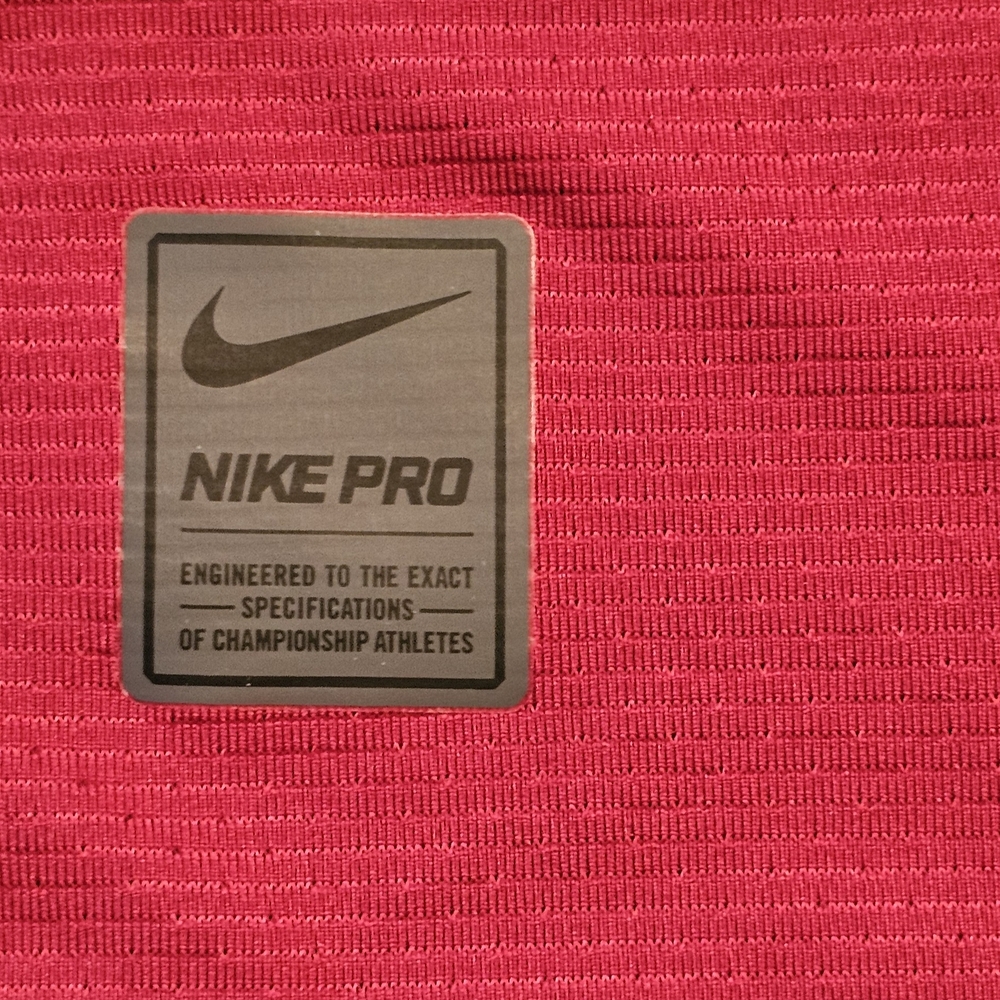 NIKE PRO
ENGINEERED TO THE EXACT
SPECIFICATIONS
OF CHAMPIONSHIP ATHLETES